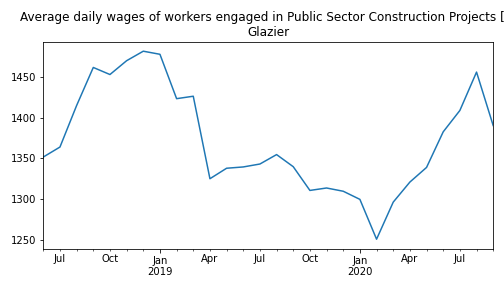 Average daily wages of workers engaged in Public Sector Construction Projects [
Glazier
1450
1400
1350
1300
1250
Jul Oct Jan Apr Jul Oct Jan Apr Jul
2019 2020